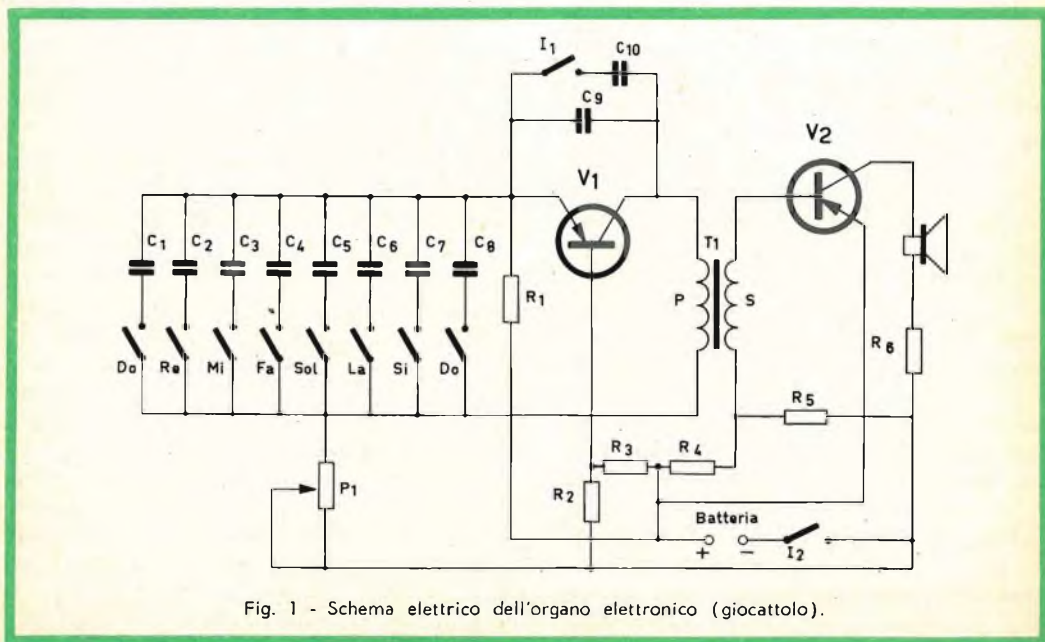 I1
C10
C9
V1
V2
C1 C2 C3 C4 C5 C6 C7 C8
R1
T1
P S
R6
Do Re Mi Fa Sol La Si Do
R5
R3 R4
P1
R2
Batteria
+ −
I2
Fig. 1 - Schema elettrico dell'organo elettronico (giocattolo).